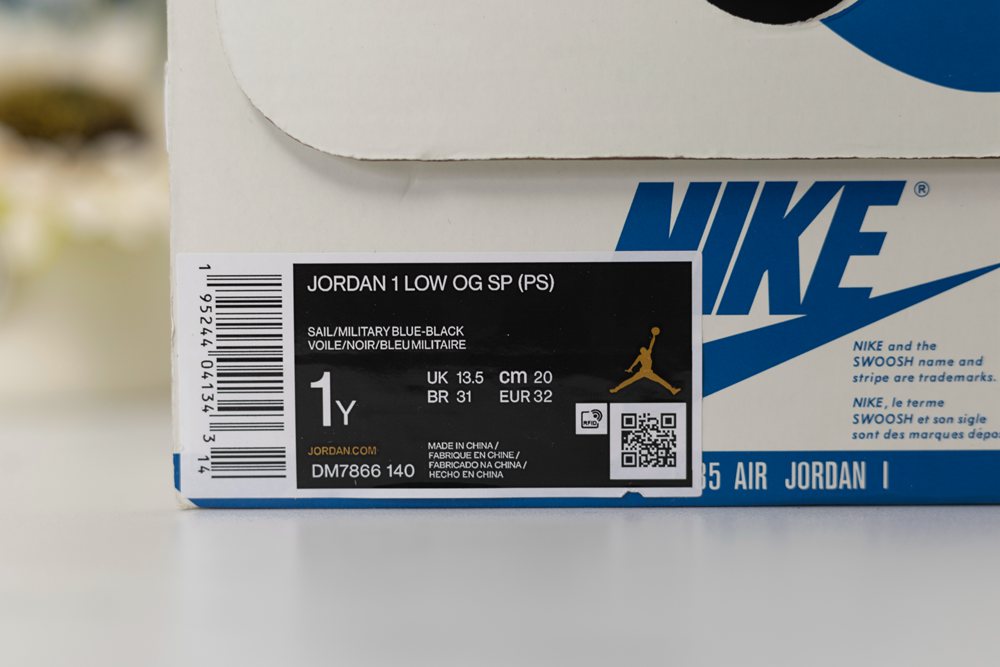 NIKE ®
NIKE and the
SWOOSH name and
stripe are trademarks.
NIKE, le terme
SWOOSH et son sigle
sont des marques dépo
1 95244 04134 3 14
JORDAN 1 LOW OG SP (PS)
SAIL/MILITARY BLUE-BLACK
VOILE/NOIR/BLEU MILITAIRE
1Y
UK 13.5 cm 20
BR 31 EUR 32
RFID
JORDAN.COM
DM7866 140
MADE IN CHINA /
FABRIQUE EN CHINE /
FABRICADO NA CHINA /
HECHO EN CHINA
85 AIR JORDAN I